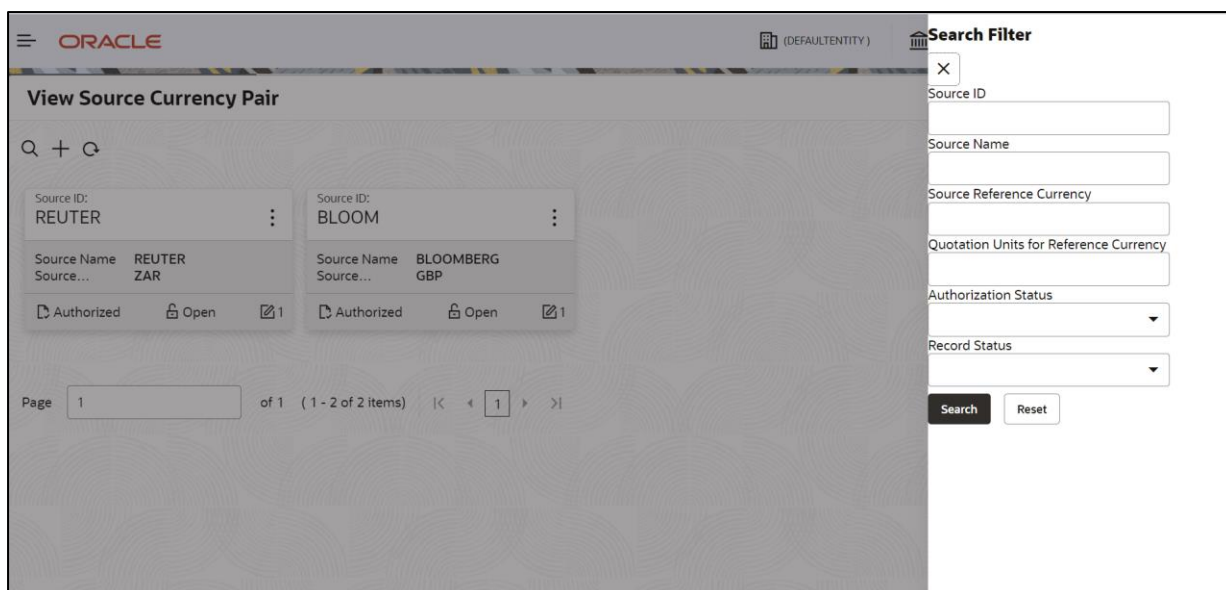 ORACLE
(DEFAULTENTITY)
View Source Currency Pair
Source ID:
REUTER
Source Name REUTER
Source... ZAR
Authorized Open 1
Source ID:
BLOOM
Source Name BLOOMBERG
Source... GBP
Authorized Open 1
Page 1 of 1 (1 - 2 of 2 items) 1
Search Filter
Source ID
Source Name
Source Reference Currency
Quotation Units for Reference Currency
Authorization Status
Record Status
Search Reset